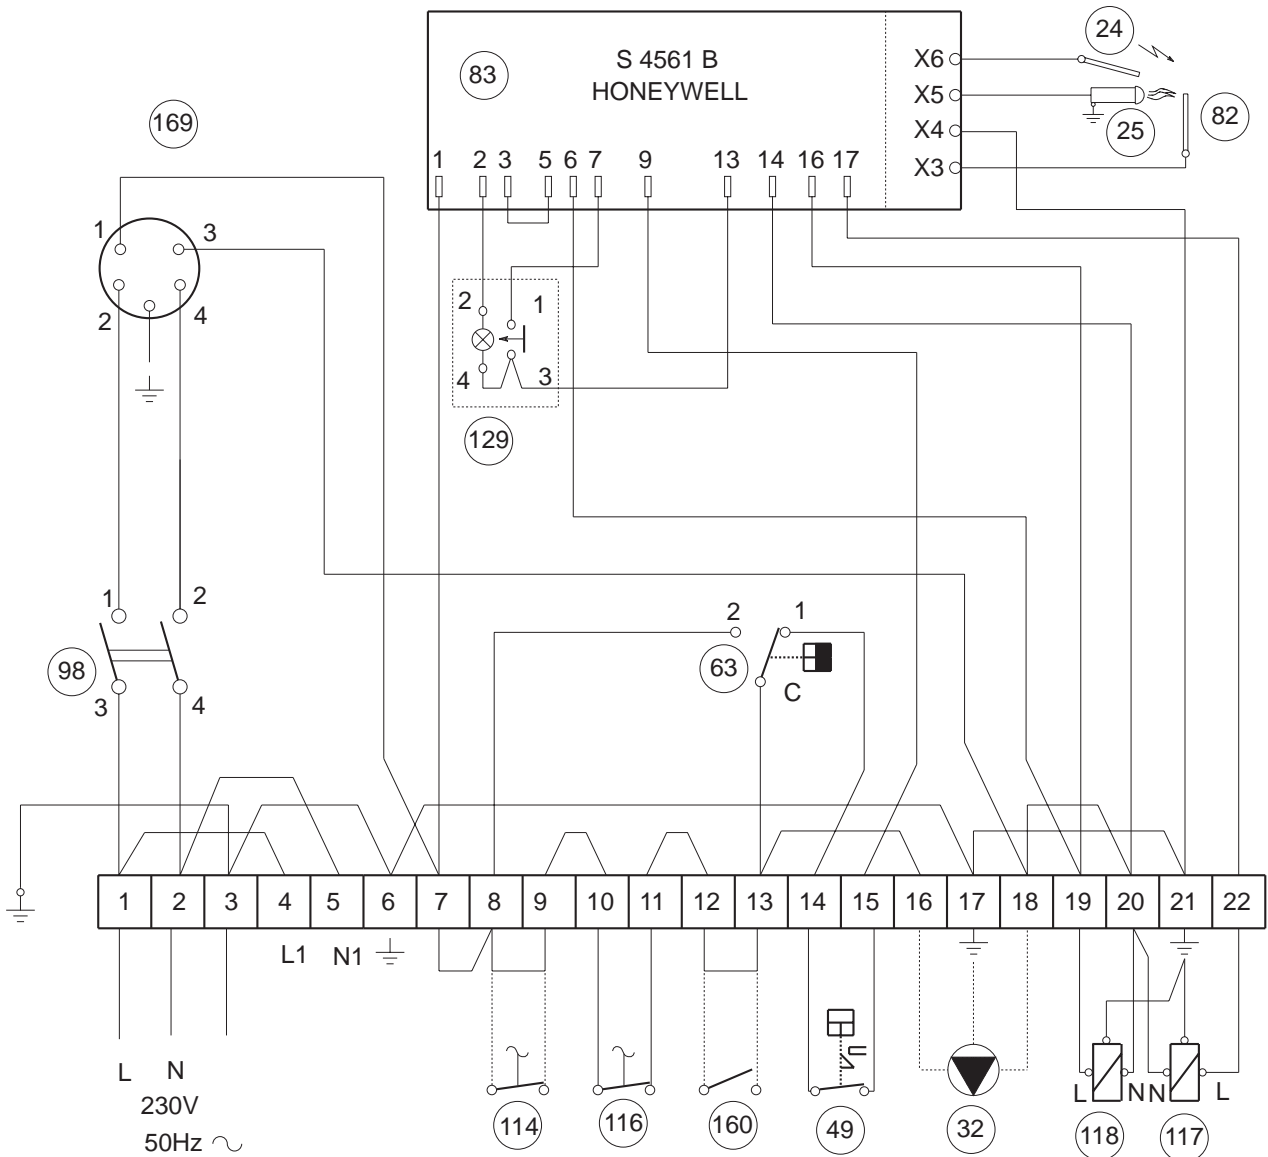 24
S 4561 B
X6
83
HONEYWELL
X5
82
169
X4
25
1 2 3 5 6 7 9 13 14 16 17
X3
1 3
2 4
2 1
4 3
129
1 2
2 1
98
63
C
3 4
1 2 3 4 5 6 7 8 9 10 11 12 13 14 15 16 17 18 19 20 21 22
L1 N1
L N
230V
50Hz
L N N L
114 116 160 49 32 118 117